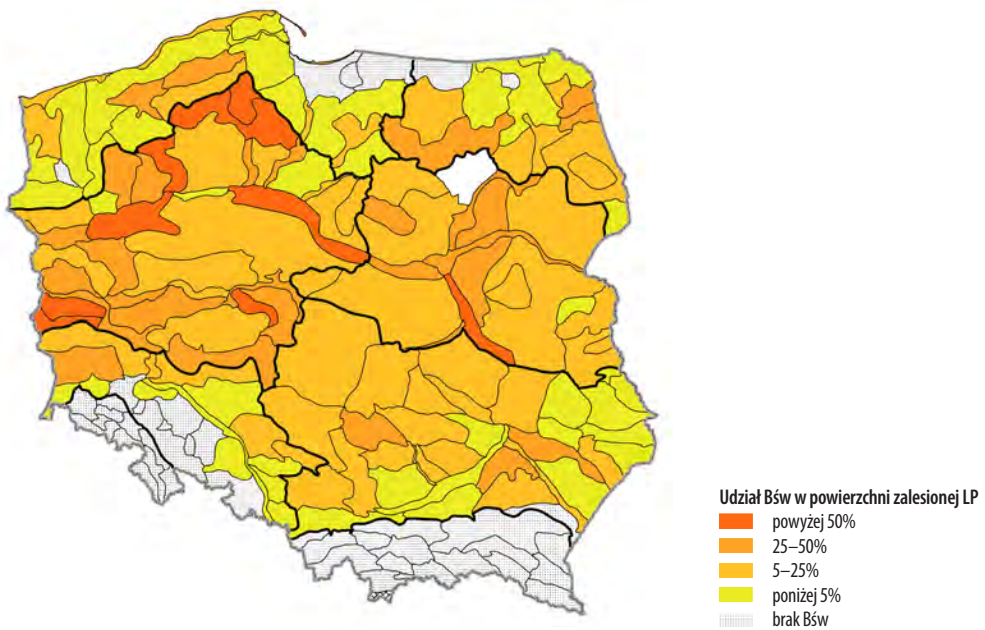 Udział Bśw w powierzchni zalesionej LP
powyżej 50%
25–50%
5–25%
poniżej 5%
brak Bśw